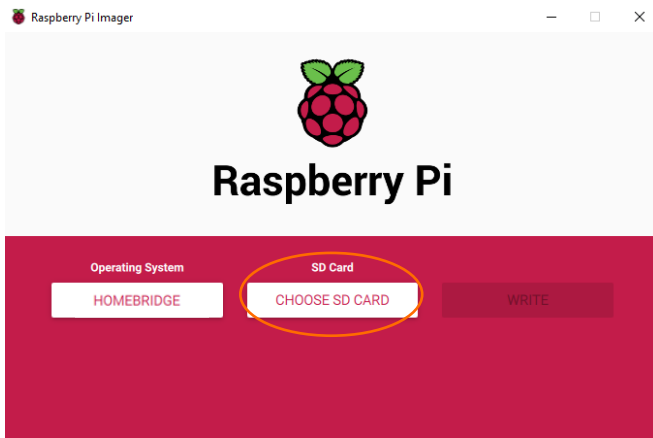 Raspberry Pi Imager
Raspberry Pi
Operating System
SD Card
HOMEBRIDGE
CHOOSE SD CARD
WRITE